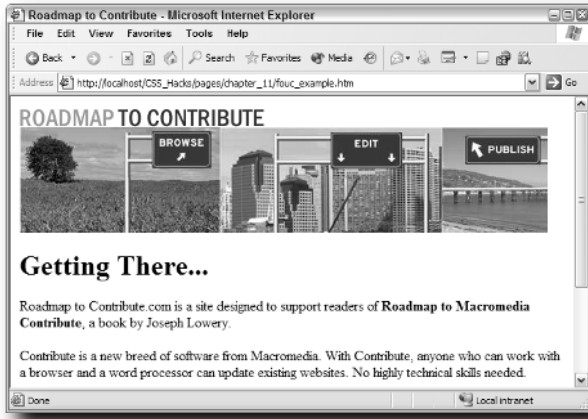 Roadmap to Contribute - Microsoft Internet Explorer
File Edit View Favorites Tools Help
Back Search Favorites Media
Address http://localhost/CSS_Hacks/pages/chapter_11/fouc_example.htm Go
ROADMAP TO CONTRIBUTE
BROWSE
EDIT
PUBLISH
Getting There...
Roadmap to Contribute.com is a site designed to support readers of Roadmap to Macromedia
Contribute, a book by Joseph Lowery.
Contribute is a new breed of software from Macromedia. With Contribute, anyone who can work with
a browser and a word processor can update existing websites. No highly technical skills needed.
Done Local intranet